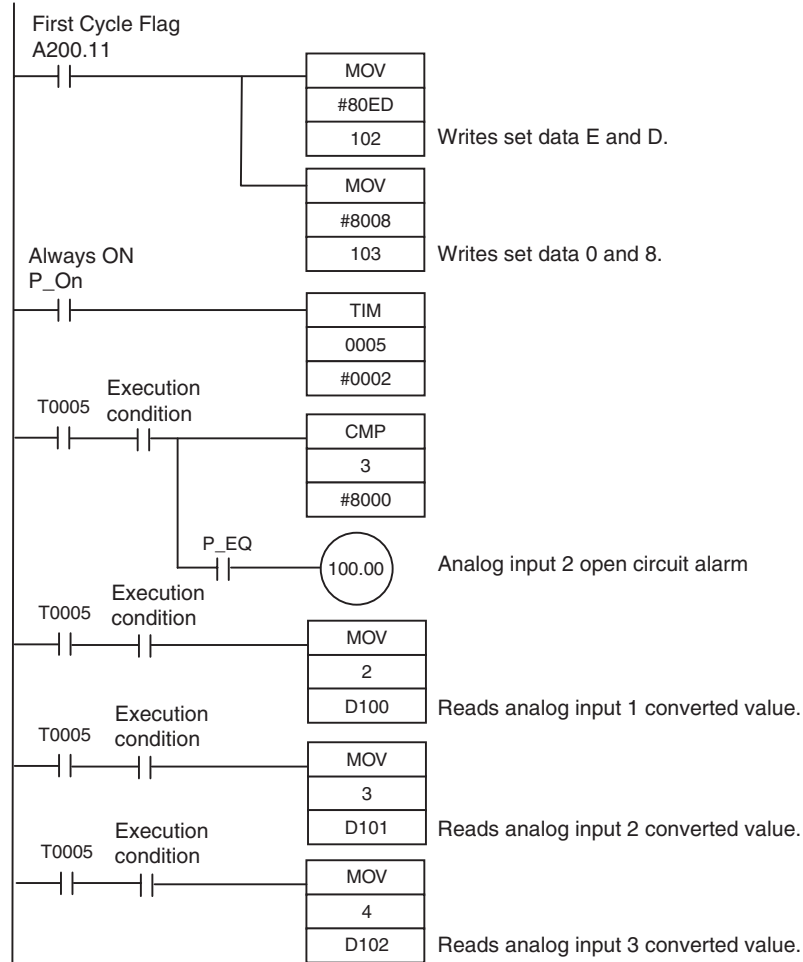 First Cycle Flag
A200.11
MOV
#80ED
102 Writes set data E and D.
MOV
#8008
103 Writes set data 0 and 8.
Always ON
P_On
TIM
0005
#0002
Execution
T0005 condition
CMP
3
#8000
P_EQ
100.00 Analog input 2 open circuit alarm
Execution
T0005 condition
MOV
2
D100 Reads analog input 1 converted value.
Execution
T0005 condition
MOV
3
D101 Reads analog input 2 converted value.
Execution
T0005 condition
MOV
4
D102 Reads analog input 3 converted value.